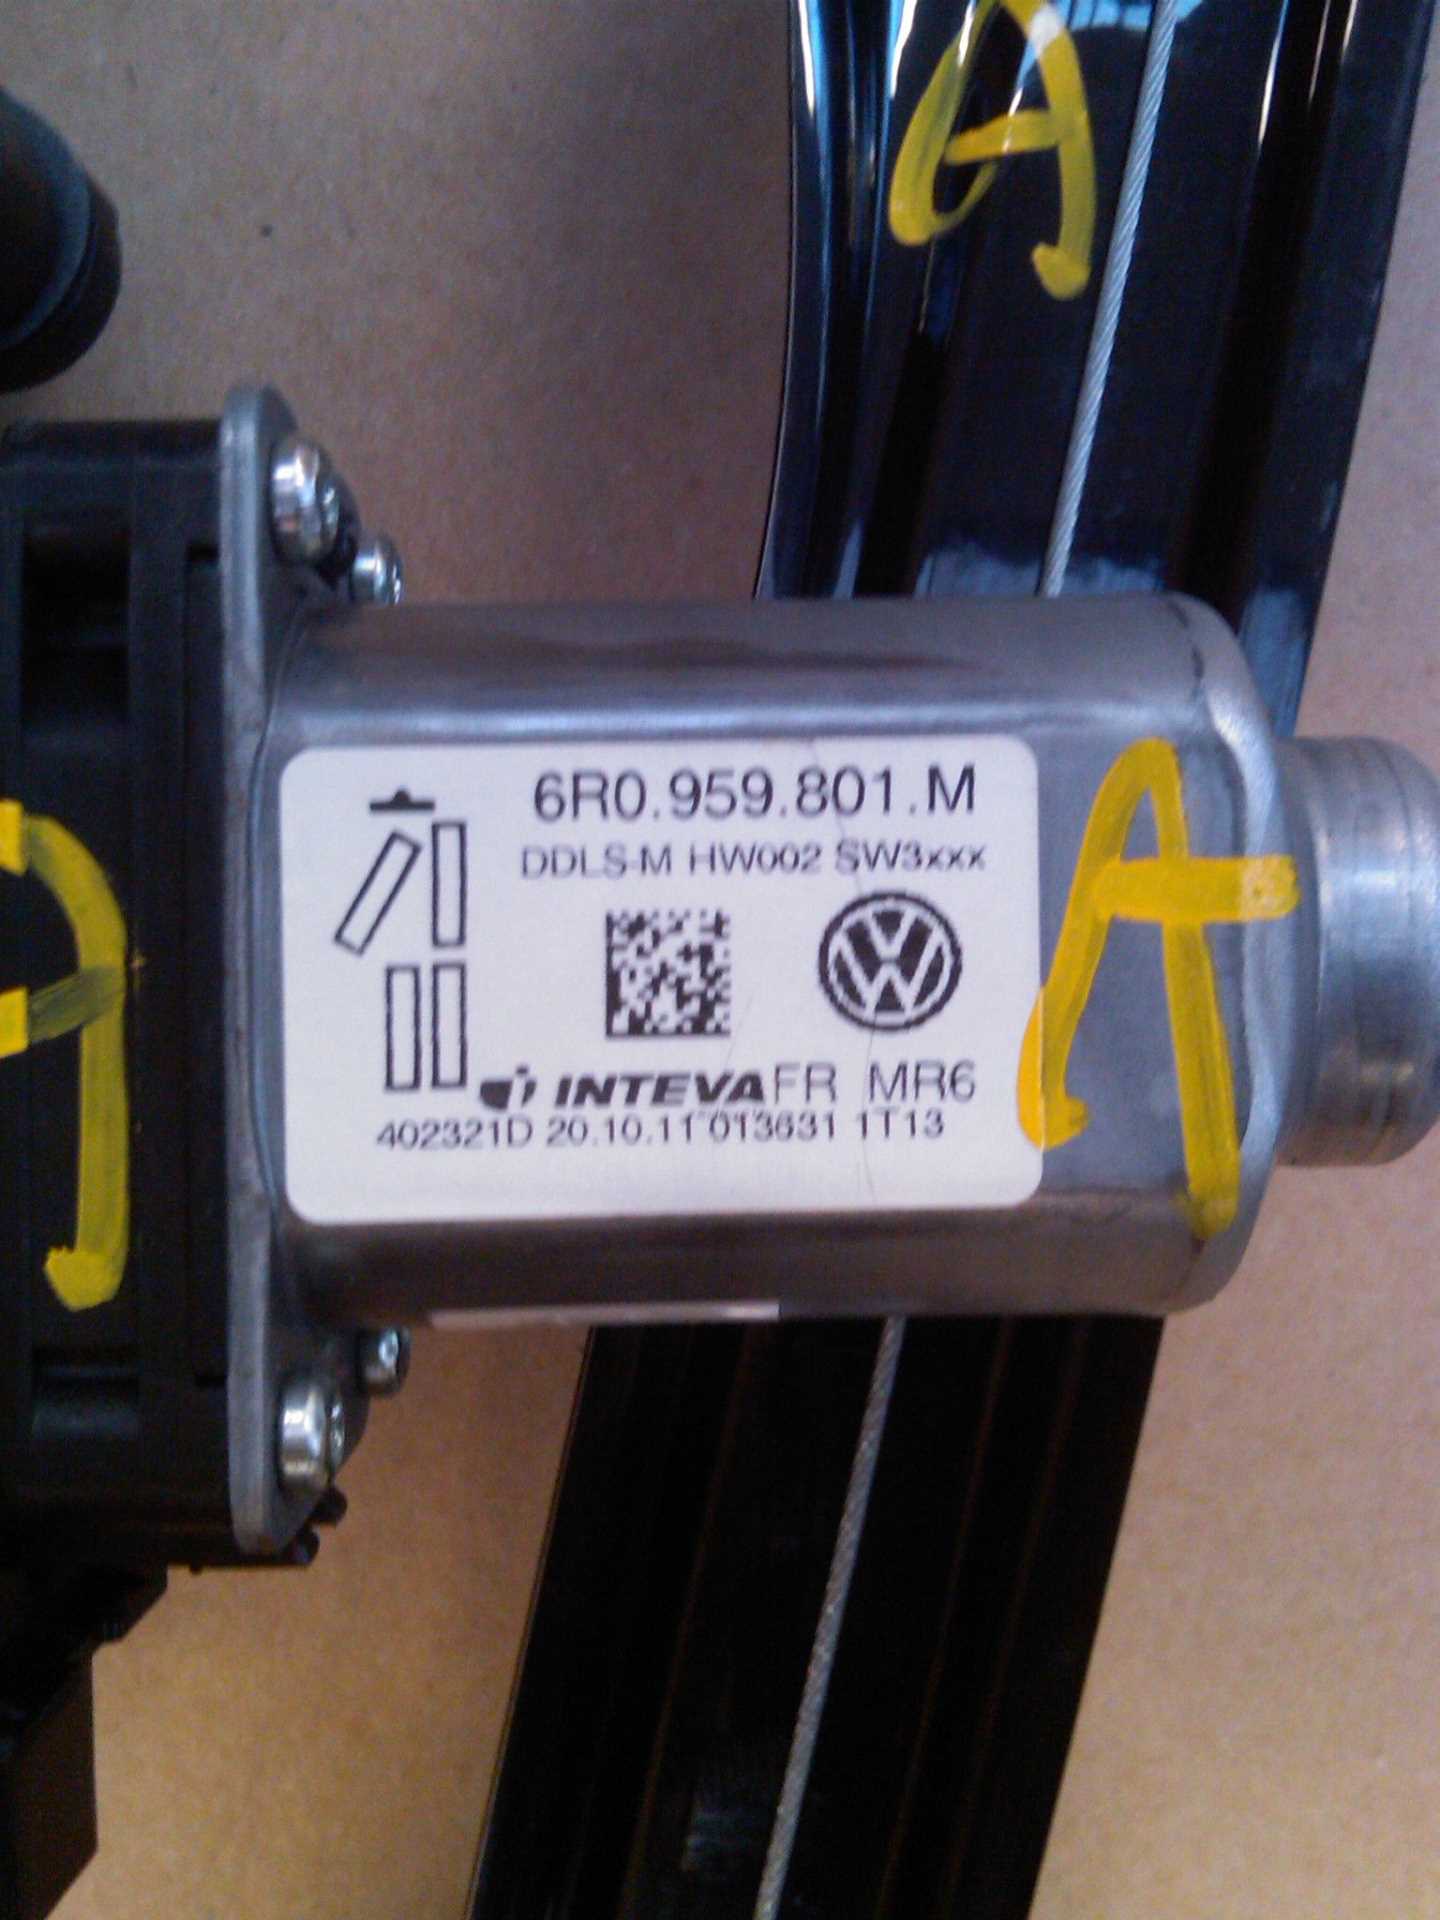 A
6R0.959.801.M
DDLS-M HW002 SW3xxx
INTEVA FR MR6
402321D 20.10.11 013631 1T13
A
A